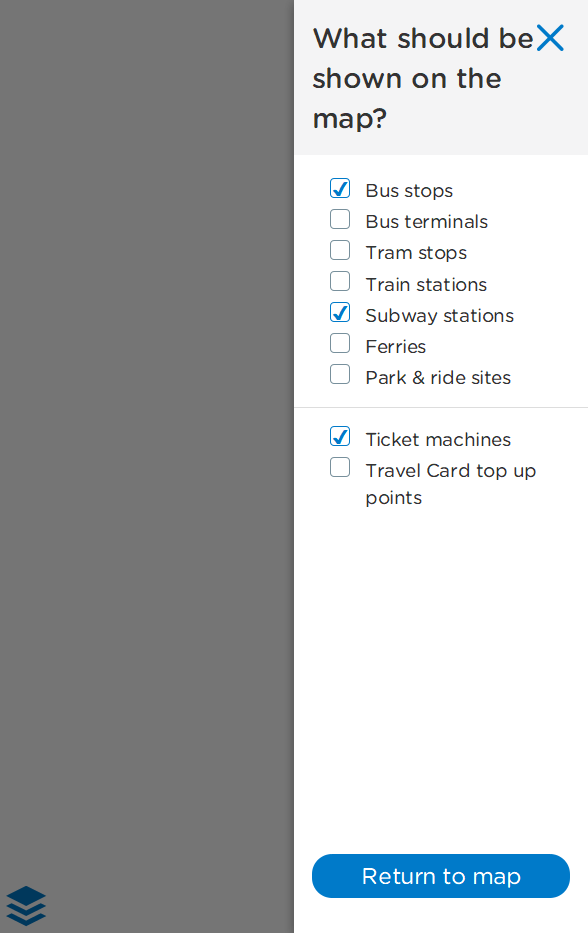 What should be
shown on the
map?
Bus stops
Bus terminals
Tram stops
Train stations
Subway stations
Ferries
Park & ride sites
Ticket machines
Travel Card top up
points
Return to map